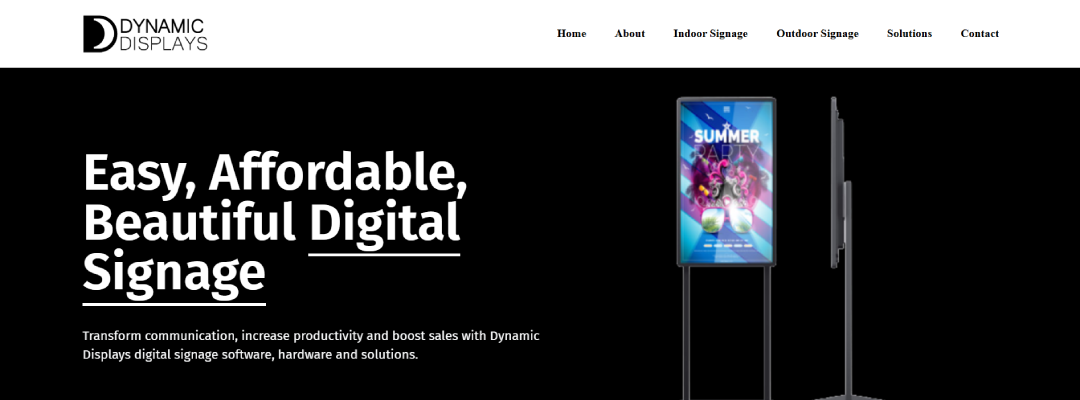 DYNAMIC
DISPLAYS
Home About Indoor Signage Outdoor Signage Solutions Contact
Easy, Affordable,
Beautiful Digital
Signage
Transform communication, increase productivity and boost sales with Dynamic
Displays digital signage software, hardware and solutions.
SUMMER
PARTY